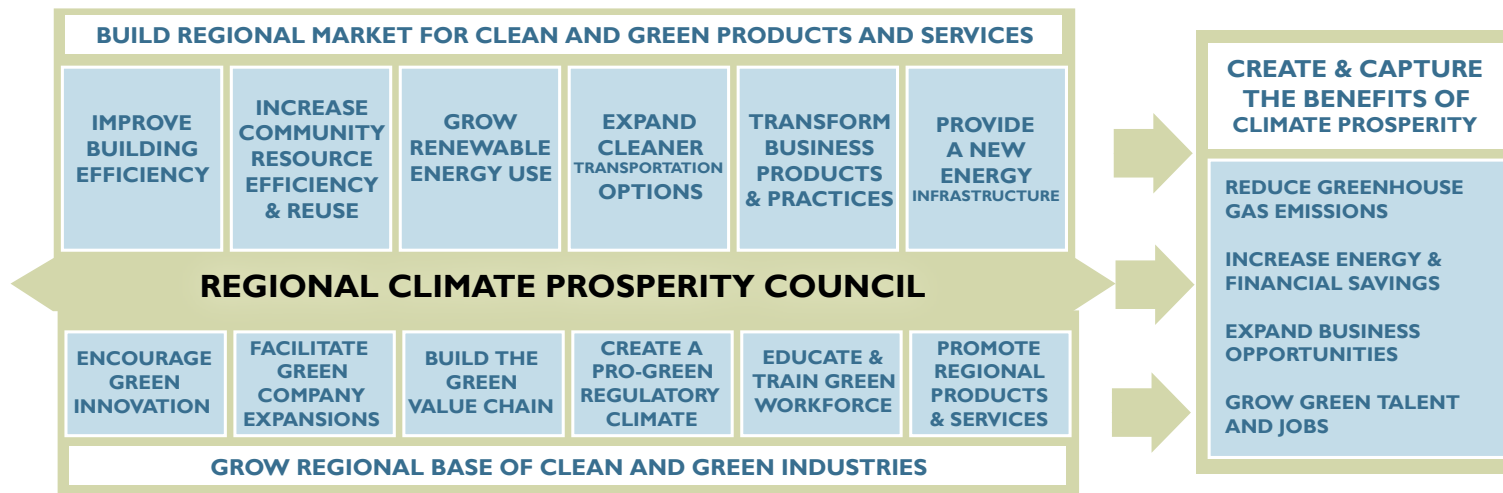 BUILD REGIONAL MARKET FOR CLEAN AND GREEN PRODUCTS AND SERVICES
IMPROVE
BUILDING
EFFICIENCY
INCREASE
COMMUNITY
RESOURCE
EFFICIENCY
& REUSE
GROW
RENEWABLE
ENERGY USE
EXPAND
CLEANER
TRANSPORTATION
OPTIONS
TRANSFORM
BUSINESS
PRODUCTS
& PRACTICES
PROVIDE
A NEW
ENERGY
INFRASTRUCTURE
REGIONAL CLIMATE PROSPERITY COUNCIL
ENCOURAGE
GREEN
INNOVATION
FACILITATE
GREEN
COMPANY
EXPANSIONS
BUILD THE
GREEN
VALUE CHAIN
CREATE A
PRO-GREEN
REGULATORY
CLIMATE
EDUCATE &
TRAIN GREEN
WORKFORCE
PROMOTE
REGIONAL
PRODUCTS
& SERVICES
GROW REGIONAL BASE OF CLEAN AND GREEN INDUSTRIES
CREATE & CAPTURE
THE BENEFITS OF
CLIMATE PROSPERITY
REDUCE GREENHOUSE
GAS EMISSIONS
INCREASE ENERGY &
FINANCIAL SAVINGS
EXPAND BUSINESS
OPPORTUNITIES
GROW GREEN TALENT
AND JOBS